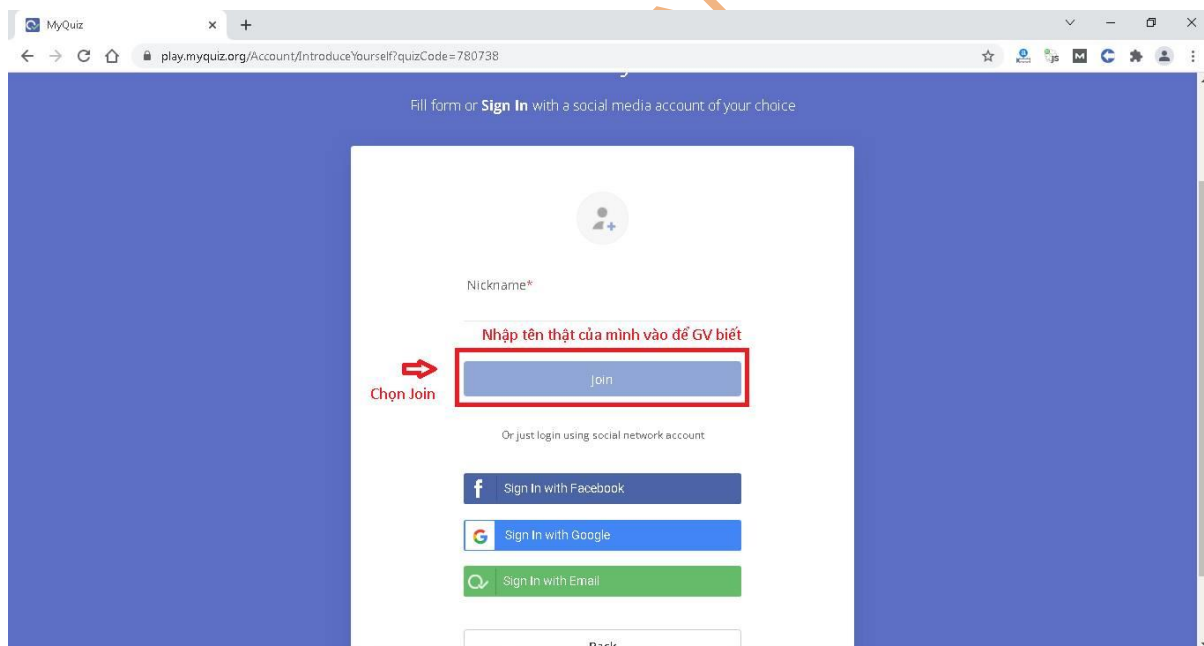 MyQuiz
play.myquiz.org/Account/IntroduceYourself?quizCode=780738
Fill form or Sign In with a social media account of your choice
Nickname*
Nhập tên thật của mình vào để GV biết
Join
Chọn Join
Or just login using social network account
Sign In with Facebook
Sign In with Google
Sign In with Email
Back